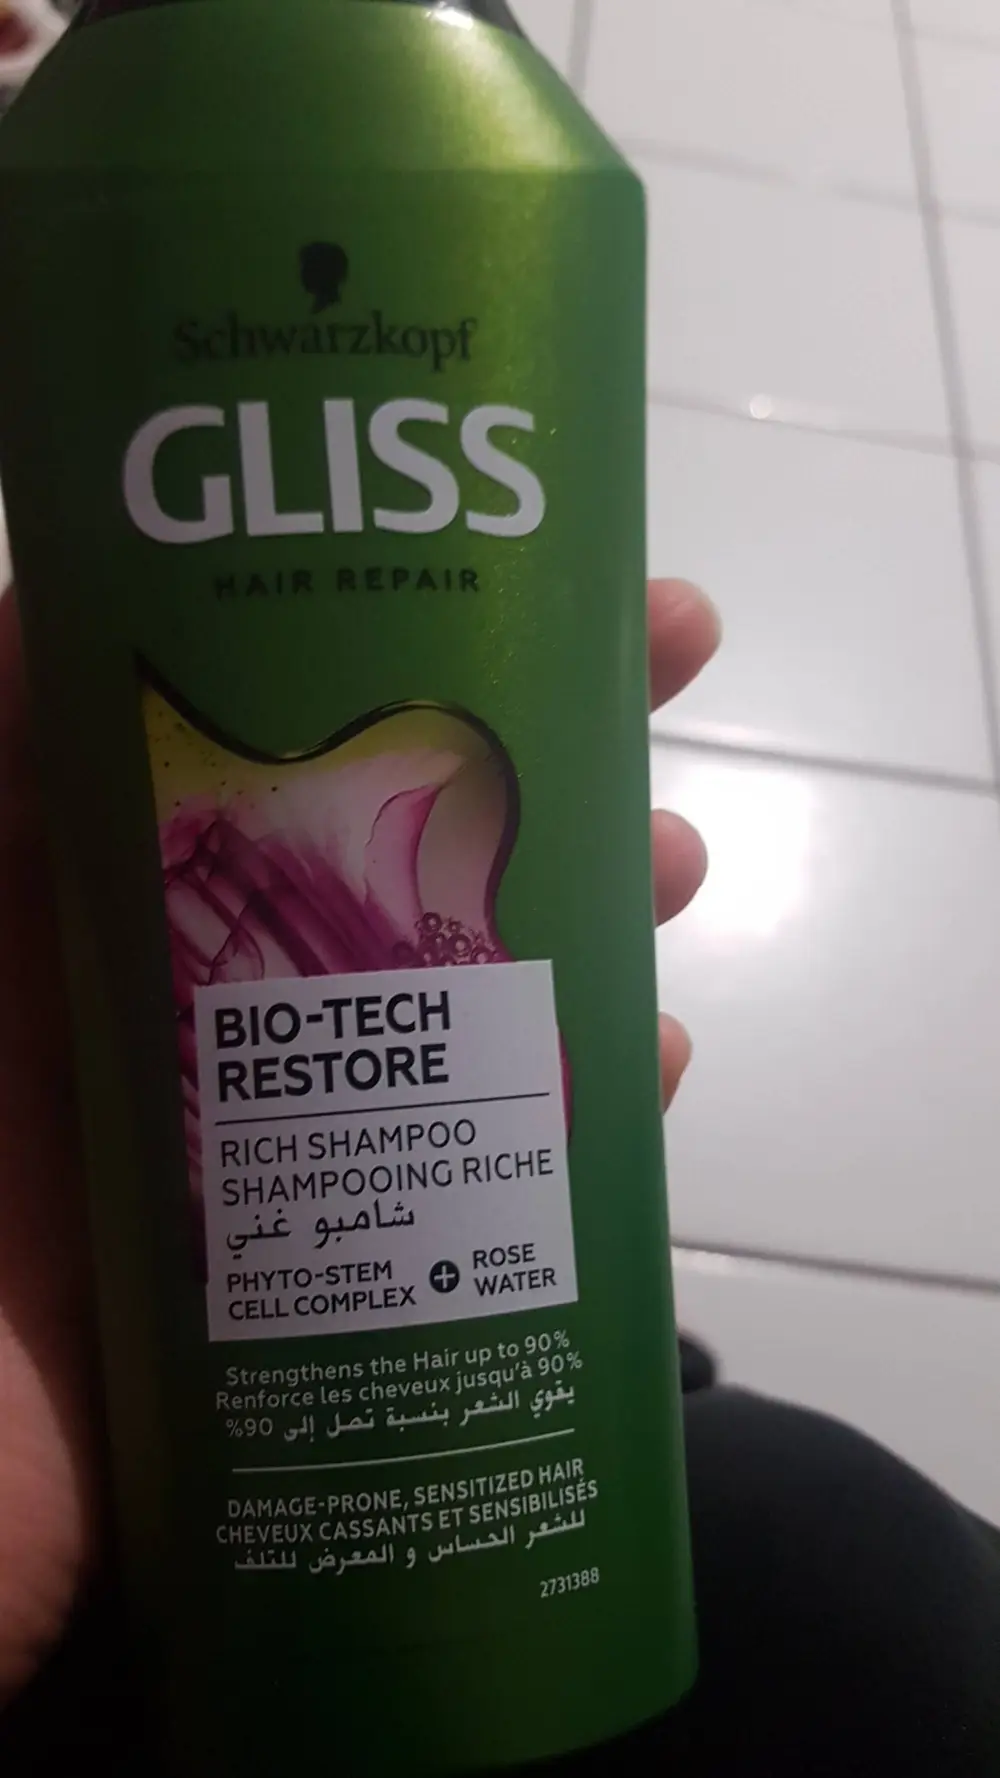 Schwarzkopf
GLISS
HAIR REPAIR
BIO-TECH
RESTORE
RICH SHAMPOO
SHAMPOOING RICHE
شامبو غني
PHYTO-STEM
CELL COMPLEX
+
ROSE
WATER
Strengthens the Hair up to 90%
Renforce les cheveux jusqu'à 90%
يقوي الشعر بنسبة تصل إلى 90%
DAMAGE-PRONE, SENSITIZED HAIR
CHEVEUX CASSANTS ET SENSIBILISÉS
للشعر الحساس و المعرض للتلف
2731388